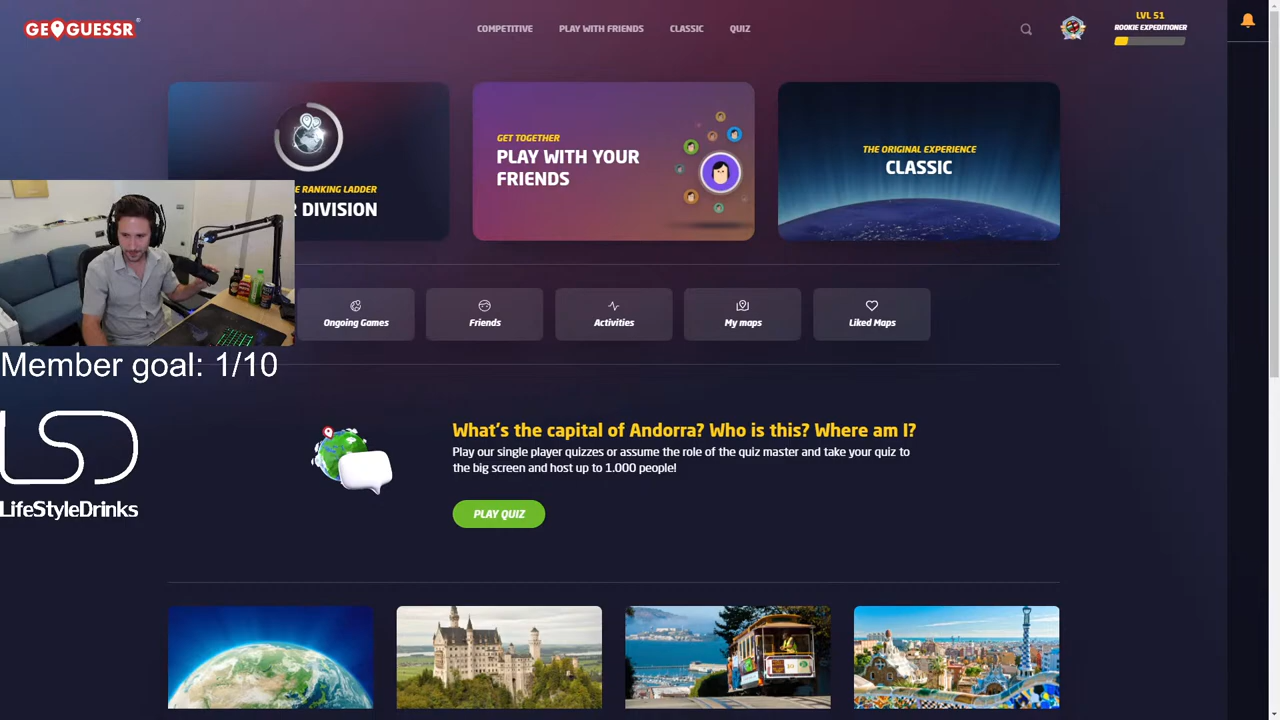 GEOGUESSR
COMPETITIVE
PLAY WITH FRIENDS
CLASSIC
QUIZ
LVL 51
ROOKIE EXPEDITIONER
RANKING LADDER
DIVISION
GET TOGETHER
PLAY WITH YOUR
FRIENDS
THE ORIGINAL EXPERIENCE
CLASSIC
Ongoing Games
Friends
Activities
My maps
Liked Maps
Member goal: 1/10
LSD
LifeStyleDrinks
What's the capital of Andorra? Who is this? Where am I?
Play our single player quizzes or assume the role of the quiz master and take your quiz to
the big screen and host up to 1.000 people!
PLAY QUIZ